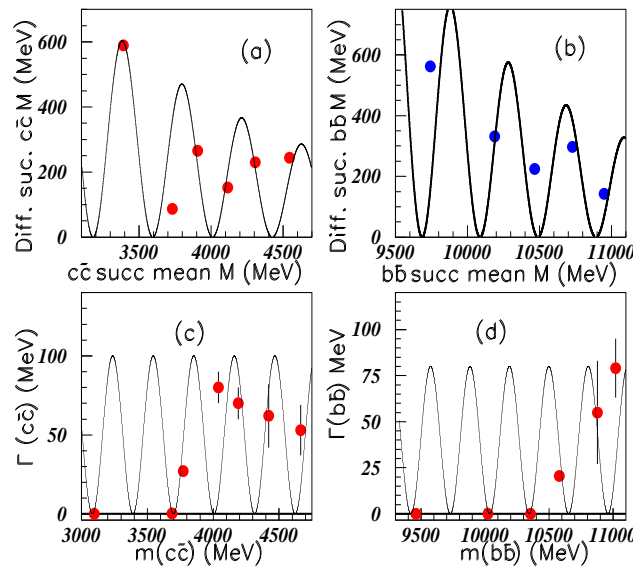 Diff. suc. cc̄ M (MeV)
600
400
200
0
(a)
3500
4000
4500
cc̄ succ mean M (MeV)
Diff. suc. bb̄ M (MeV)
600
400
200
0
(b)
9500
10000
10500
11000
bb̄ succ mean M (MeV)
Γ (cc̄) (MeV)
100
50
0
(c)
3000
3500
4000
4500
m(cc̄) (MeV)
Γ(bb̄) MeV
100
75
50
25
0
(d)
9500
10000
10500
11000
m(bb̄) (MeV)